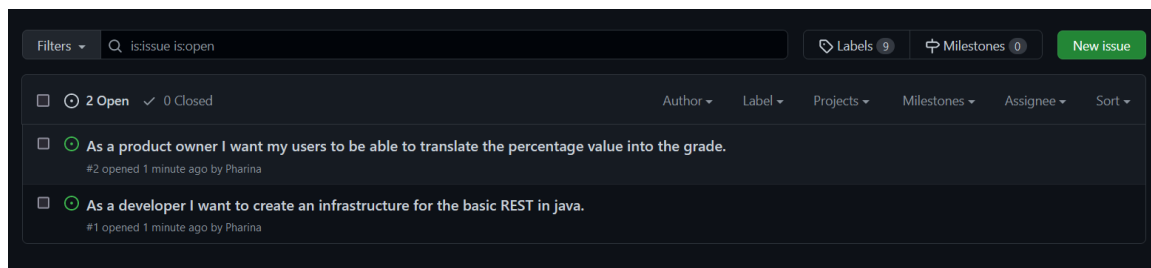 Filters is:issue is:open Labels 9 Milestones 0 New issue
2 Open 0 Closed Author Label Projects Milestones Assignee Sort
As a product owner I want my users to be able to translate the percentage value into the grade.
#2 opened 1 minute ago by Pharina
As a developer I want to create an infrastructure for the basic REST in java.
#1 opened 1 minute ago by Pharina